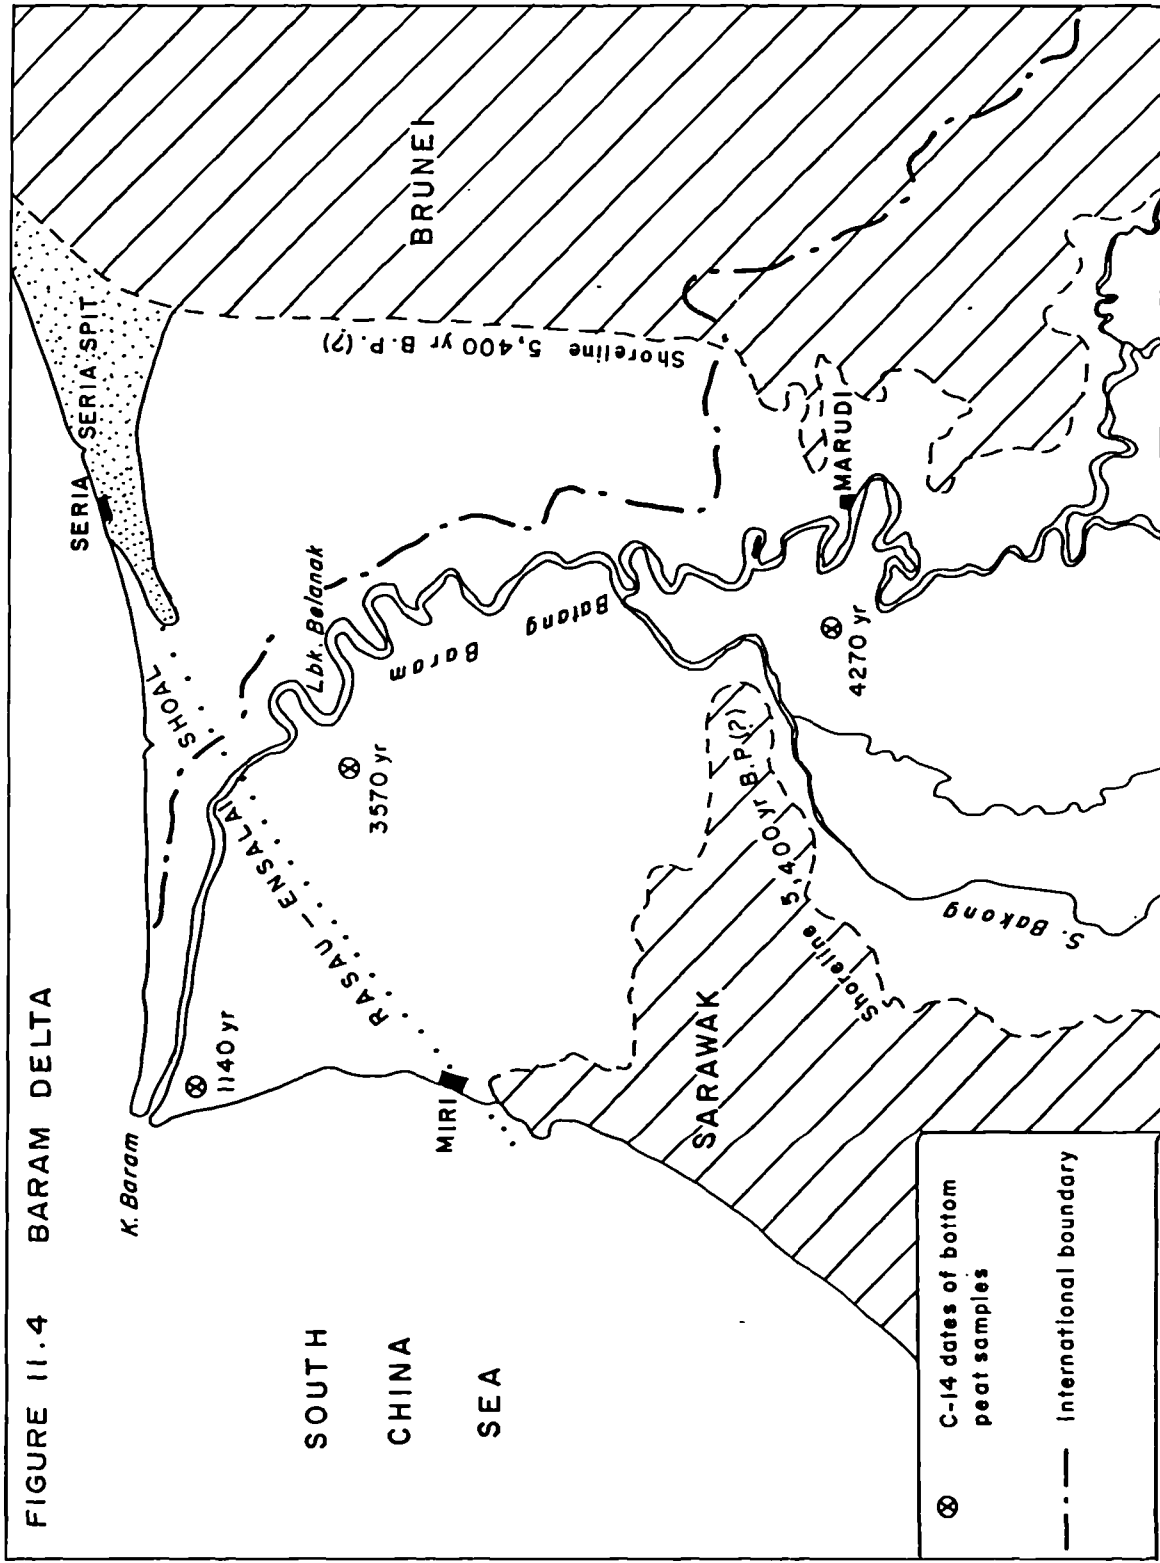 FIGURE 11.4 BARAM DELTA
SOUTH
CHINA
SEA
K. Baram
1140 yr
MIRI
RASAU – ENSALAI
SHOAL
SERIA
SERIA SPIT
BRUNEI
Lbk. Belanak
Baram
Batang
3570 yr
Shoreline 5,400 yr B.P. (?)
MARUDI
4270 yr
SARAWAK
Shoreline 5,400 yr B.P. (?)
S. Bakong
C-14 dates of bottom
peat samples
International boundary